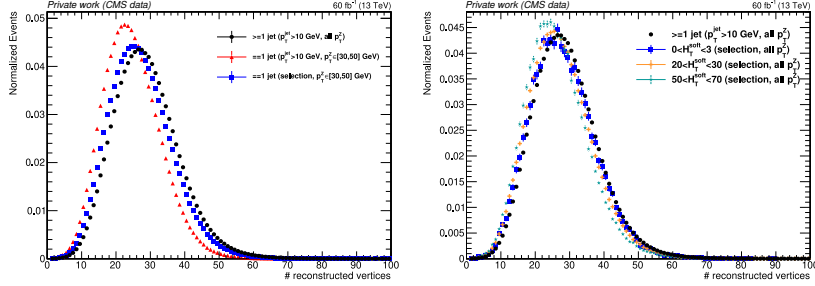 Private work (CMS data) 60 fb⁻¹ (13 TeV)
Normalized Events
>=1 jet (p_T^jet>10 GeV, all p_T^Z)
==1 jet (p_T^jet>10 GeV, p_T^Z=[30,50] GeV)
==1 jet (selection, p_T^Z=[30,50] GeV)
0.04
0.03
0.02
0.01
0
0 10 20 30 40 50 60 70 80 90 100
# reconstructed vertices
Private work (CMS data) 60 fb⁻¹ (13 TeV)
Normalized Events
>=1 jet (p_T^jet>10 GeV, all p_T^Z)
0<H_T^soft<3 (selection, all p_T^Z)
20<H_T^soft<30 (selection, all p_T^Z)
50<H_T^soft<70 (selection, all p_T^Z)
0.045
0.04
0.035
0.03
0.025
0.02
0.015
0.01
0.005
0
0 10 20 30 40 50 60 70 80 90 100
# reconstructed vertices